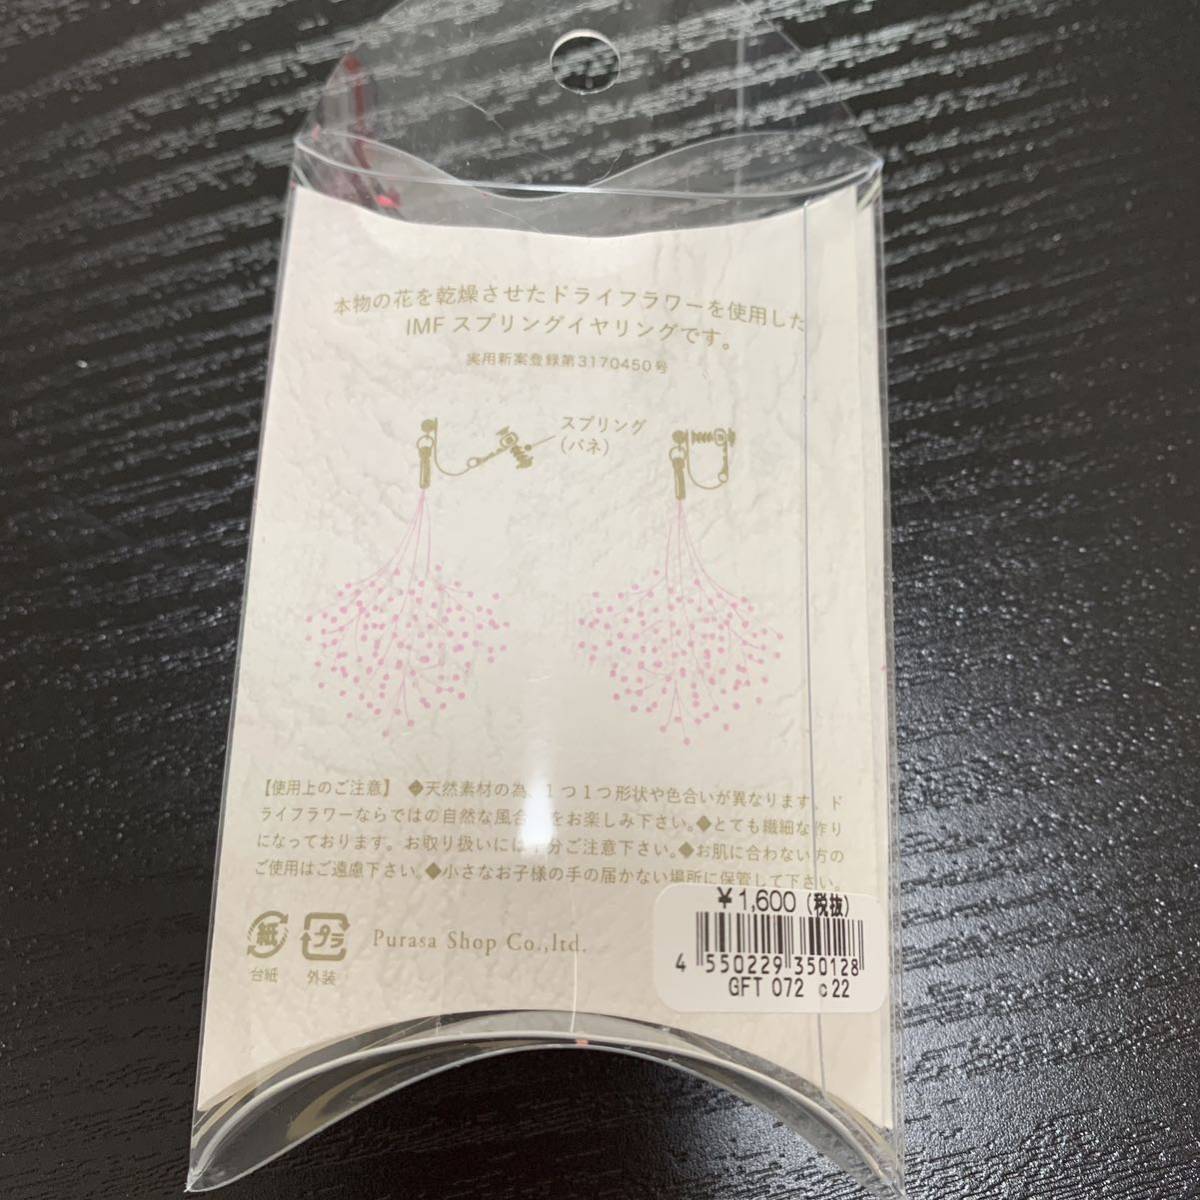 本物の花を乾燥させたドライフラワーを使用した
IMF スプリングイヤリングです。
実用新案登録第3170450号
スプリング
(バネ)
【使用上のご注意】 ◆天然素材の為、1つ1つ形状や色合いが異なります。ド
ライフラワーならではの自然な風合 をお楽しみ下さい。◆とても繊細な作り
になっております。お取り扱いには十分ご注意下さい。◆お肌に合わない方の
ご使用はご遠慮下さい。◆小さなお子様の手の届かない場所に保管して下さい。
紙
台紙
プラ
外装
Purasa Shop Co.,ltd.
¥1,600 (税抜)
4 550229 350128
GFT 072 c22